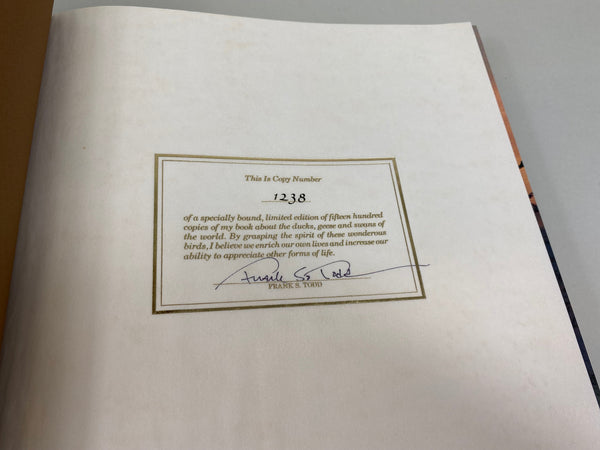 This Is Copy Number
1238
of a specially bound, limited edition of fifteen hundred
copies of my book about the ducks, geese and swans of
the world. By grasping the spirit of these wonderous
birds, I believe we enrich our own lives and increase our
ability to appreciate other forms of life.
Frank S. Todd
FRANK S. TODD